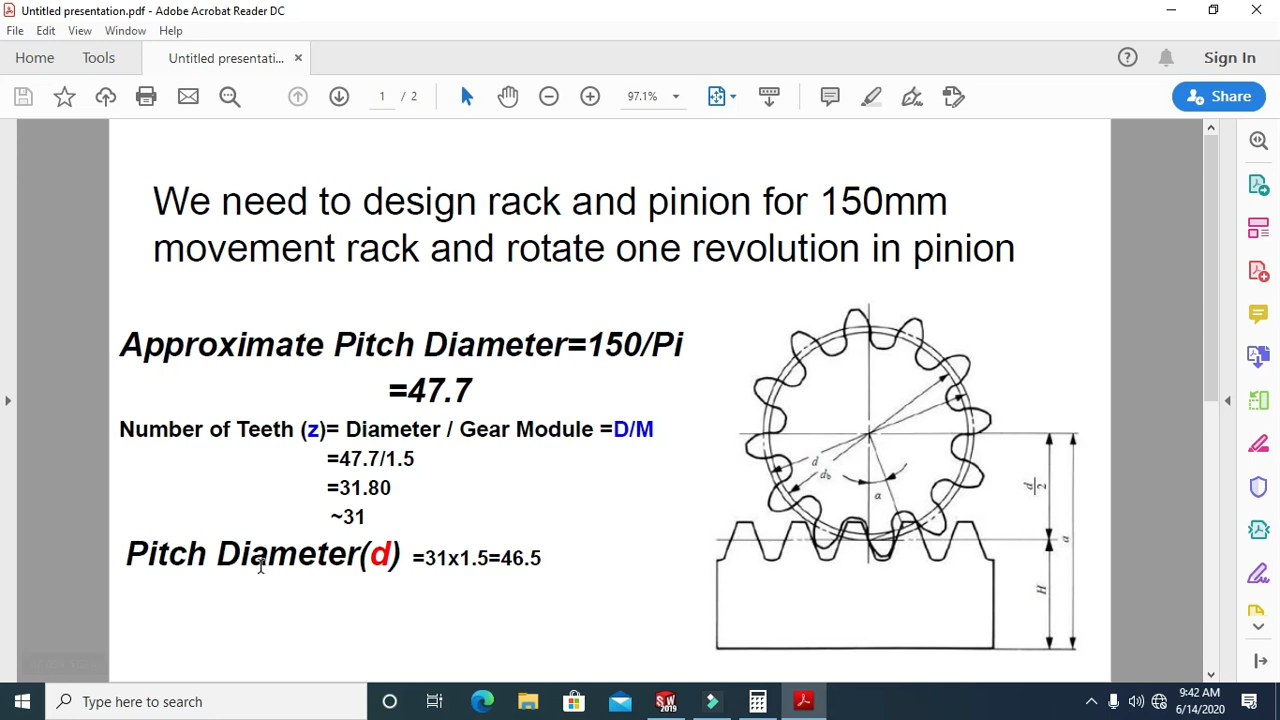 Untitled presentation.pdf - Adobe Acrobat Reader DC
File Edit View Window Help
Home Tools Untitled presentati... ×
Sign In
1 / 2 97.1% Share
We need to design rack and pinion for 150mm
movement rack and rotate one revolution in pinion
Approximate Pitch Diameter=150/Pi
=47.7
Number of Teeth (z)= Diameter / Gear Module =D/M
=47.7/1.5
=31.80
~31
Pitch Diameter(d) =31x1.5=46.5
d
d_b
α
d/2
a
H
SW 2019
Type here to search
9:42 AM
6/14/2020